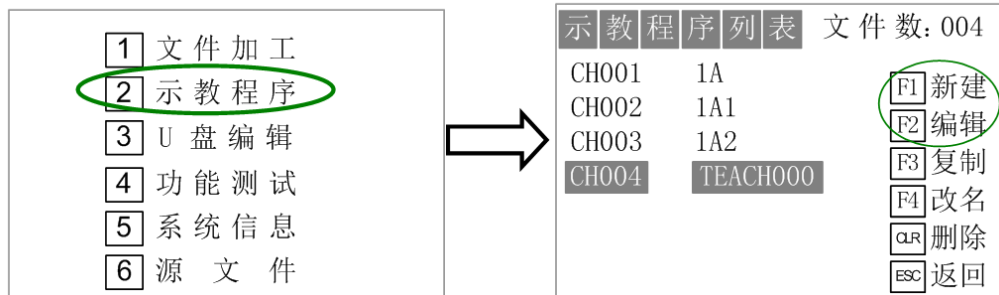 1 文件加工
2 示教程序
3 U盘编辑
4 功能测试
5 系统信息
6 源文件
示教程序列表 文件数: 004
CH001 1A
CH002 1A1
CH003 1A2
CH004 TEACH000
F1 新建
F2 编辑
F3 复制
F4 改名
CLR 删除
ESC 返回